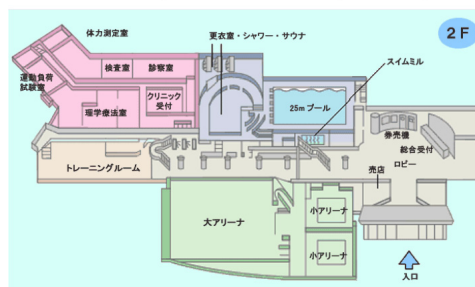 2F
体力測定室
更衣室・シャワー・サウナ
スイムミル
検査室
診察室
運動負荷
試験室
クリニック
受付
理学療法室
25mプール
券売機
総合受付
ロビー
売店
トレーニングルーム
大アリーナ
小アリーナ
小アリーナ
入口